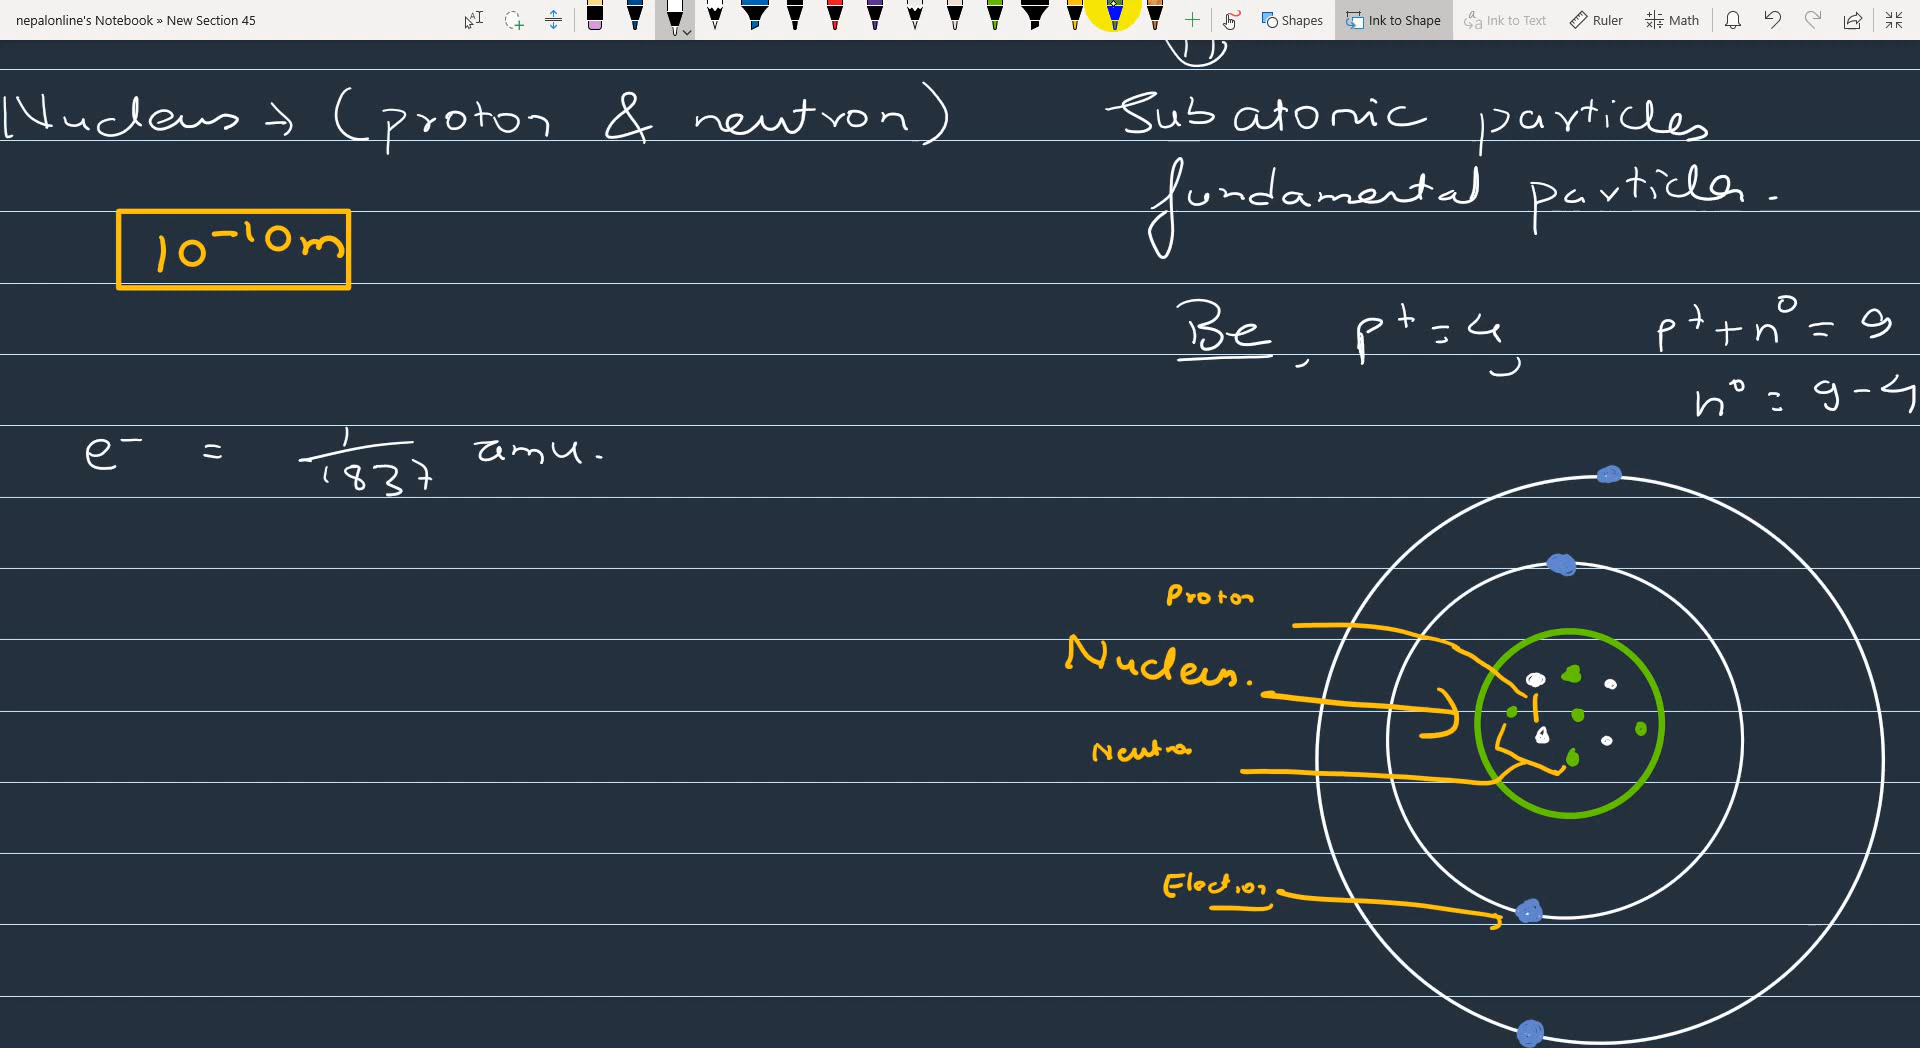 nepalonline's Notebook » New Section 45
Shapes
Ink to Shape
Ink to Text
Ruler
Math
Nucleus → (proton & neutron)
10⁻¹⁰m
e⁻ = 1/1837 amu.
Subatomic particles
fundamental particles.
Be, p⁺ = 4, p⁺ + n⁰ = 9
n⁰ = 9 - 4
Proton
Nucleus.
Neutron
Electron